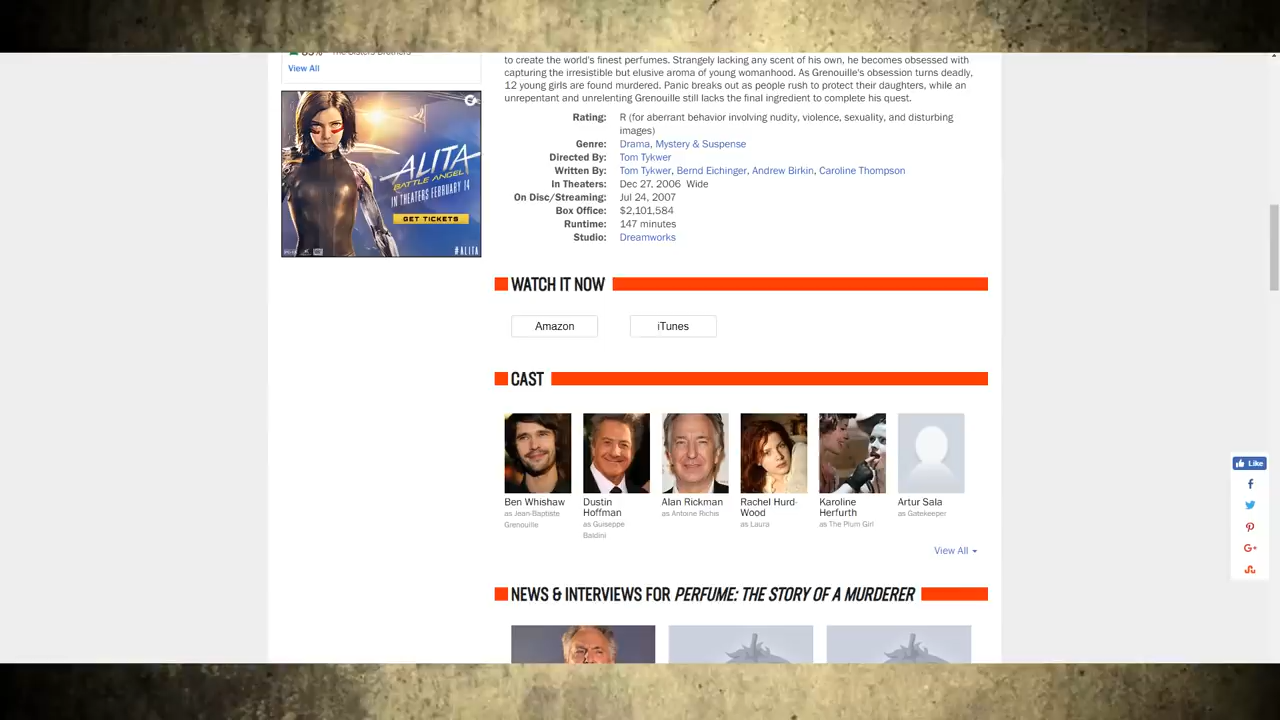 83% The Sisters Brothers
View All
to create the world's finest perfumes. Strangely lacking any scent of his own, he becomes obsessed with
capturing the irresistible but elusive aroma of young womanhood. As Grenouille's obsession turns deadly,
12 young girls are found murdered. Panic breaks out as people rush to protect their daughters, while an
unrepentant and unrelenting Grenouille still lacks the final ingredient to complete his quest.
ALITA
BATTLE ANGEL
IN THEATERS FEBRUARY 14
GET TICKETS
#ALITA
Rating: R (for aberrant behavior involving nudity, violence, sexuality, and disturbing
images)
Genre: Drama, Mystery & Suspense
Directed By: Tom Tykwer
Written By: Tom Tykwer, Bernd Eichinger, Andrew Birkin, Caroline Thompson
In Theaters: Dec 27, 2006 Wide
On Disc/Streaming: Jul 24, 2007
Box Office: $2,101,584
Runtime: 147 minutes
Studio: Dreamworks
WATCH IT NOW
Amazon iTunes
CAST
Ben Whishaw
as Jean-Baptiste
Grenouille
Dustin
Hoffman
as Guiseppe
Baldini
Alan Rickman
as Antoine Richis
Rachel Hurd-
Wood
as Laura
Karoline
Herfurth
as The Plum Girl
Artur Sala
as Gatekeeper
View All
NEWS & INTERVIEWS FOR PERFUME: THE STORY OF A MURDERER
Like
G+